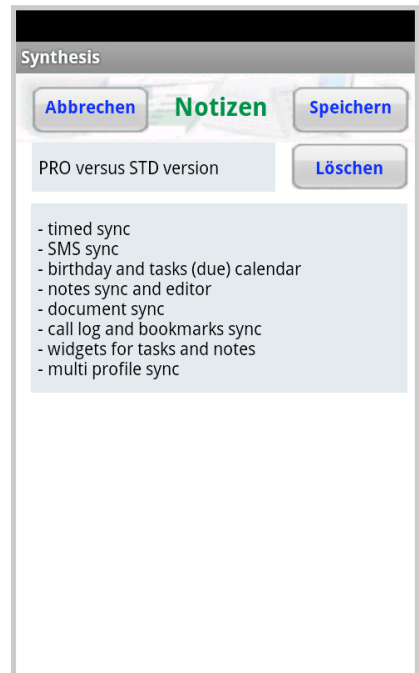 Synthesis
Abbrechen Notizen Speichern
PRO versus STD version Löschen
- timed sync
- SMS sync
- birthday and tasks (due) calendar
- notes sync and editor
- document sync
- call log and bookmarks sync
- widgets for tasks and notes
- multi profile sync